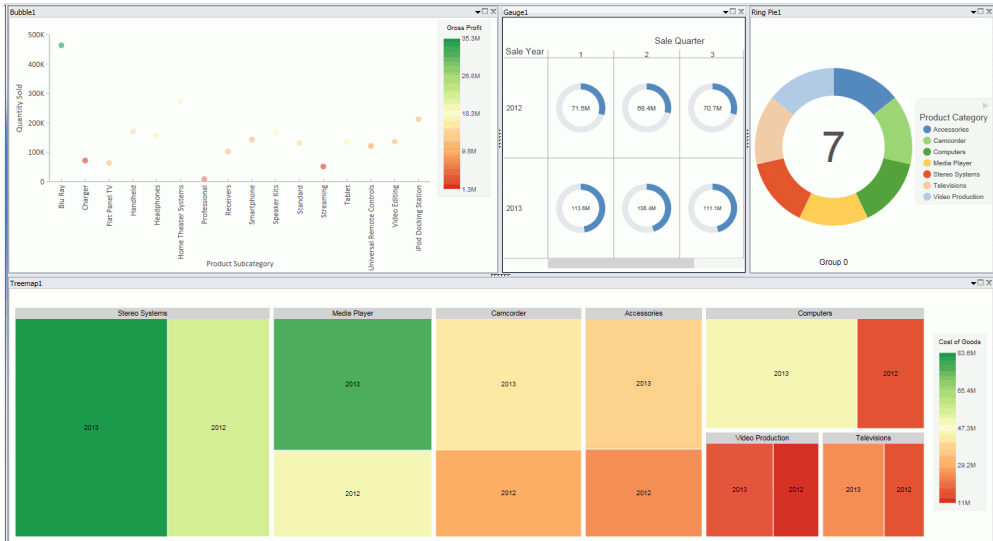 Bubble1
Gross Profit
35.3M
26.8M
18.3M
9.8M
1.3M
Quantity Sold
500K
400K
300K
200K
100K
0
Blu Ray
Charger
Flat Panel TV
Handheld
Headphones
Home Theater Systems
Professional
Receivers
Smartphone
Speaker Kits
Standard
Streaming
Tablet
Universal Remote Controls
Video Editing
iPod Docking Station
Product Subcategory
Gauge1
Sale Quarter
Sale Year 1 2 3
2012 71.5M 68.4M 70.7M
2013 113.6M 108.4M 111.1M
Ring Pie1
7
Group 0
Product Category
Accessories
Camcorder
Computers
Media Player
Stereo Systems
Televisions
Video Production
Treemap1
Stereo Systems
2013 2012
Media Player
2013
2012
Camcorder
2013
2012
Accessories
2013
2012
Computers
2013 2012
Video Production
2013 2012
Televisions
2013 2012
Cost of Goods
83.6M
65.4M
47.3M
29.2M
11M